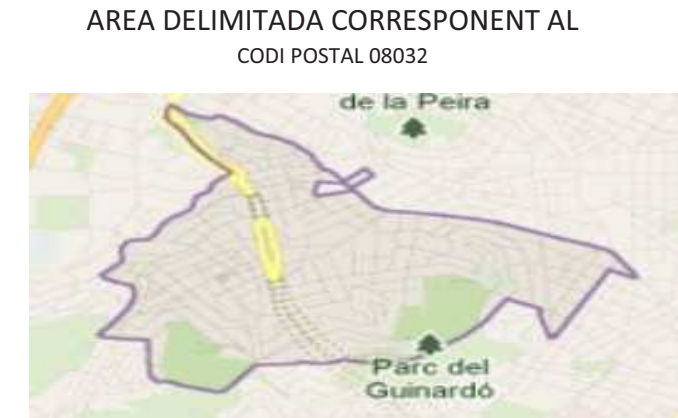 AREA DELIMITADA CORRESPONENT AL
CODI POSTAL 08032
de la Peira
Parc del
Guinardó